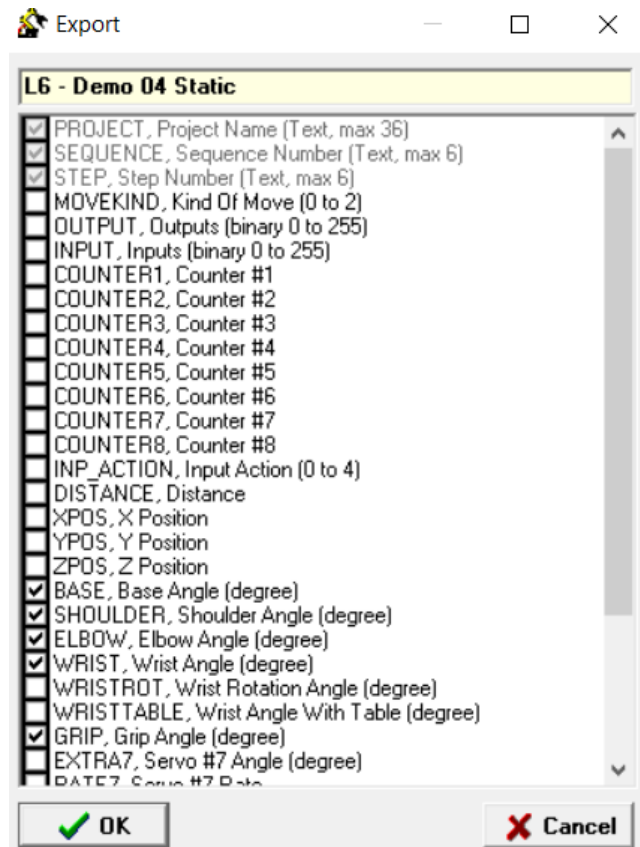 Export
L6 - Demo 04 Static
PROJECT, Project Name (Text, max 36)
SEQUENCE, Sequence Number (Text, max 6)
STEP, Step Number (Text, max 6)
MOVEKIND, Kind Of Move (0 to 2)
OUTPUT, Outputs (binary 0 to 255)
INPUT, Inputs (binary 0 to 255)
COUNTER1, Counter #1
COUNTER2, Counter #2
COUNTER3, Counter #3
COUNTER4, Counter #4
COUNTER5, Counter #5
COUNTER6, Counter #6
COUNTER7, Counter #7
COUNTER8, Counter #8
INP_ACTION, Input Action (0 to 4)
DISTANCE, Distance
XPOS, X Position
YPOS, Y Position
ZPOS, Z Position
BASE, Base Angle (degree)
SHOULDER, Shoulder Angle (degree)
ELBOW, Elbow Angle (degree)
WRIST, Wrist Angle (degree)
WRISTROT, Wrist Rotation Angle (degree)
WRISTTABLE, Wrist Angle With Table (degree)
GRIP, Grip Angle (degree)
EXTRA7, Servo #7 Angle (degree)
RATE7, Servo #7 Rate
OK
Cancel